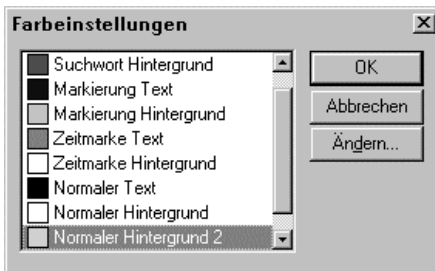 Farbeinstellungen
Suchwort Hintergrund
Markierung Text
Markierung Hintergrund
Zeitmarke Text
Zeitmarke Hintergrund
Normaler Text
Normaler Hintergrund
Normaler Hintergrund 2
OK
Abbrechen
Ändern...